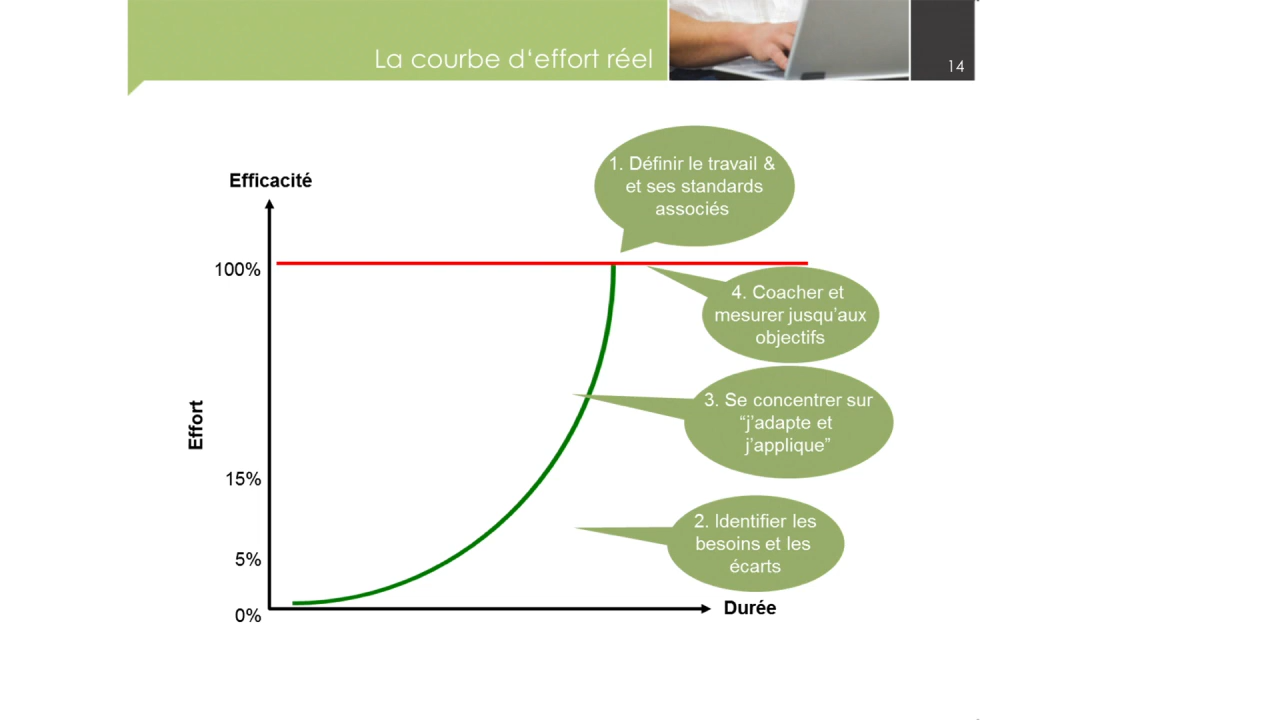 La courbe d‘effort réel
14
1. Définir le travail &
et ses standards
associés
Efficacité
100%
4. Coacher et
mesurer jusqu’aux
objectifs
3. Se concentrer sur
“j’adapte et
j’applique”
Effort
15%
2. Identifier les
besoins et les
écarts
5%
0%
Durée